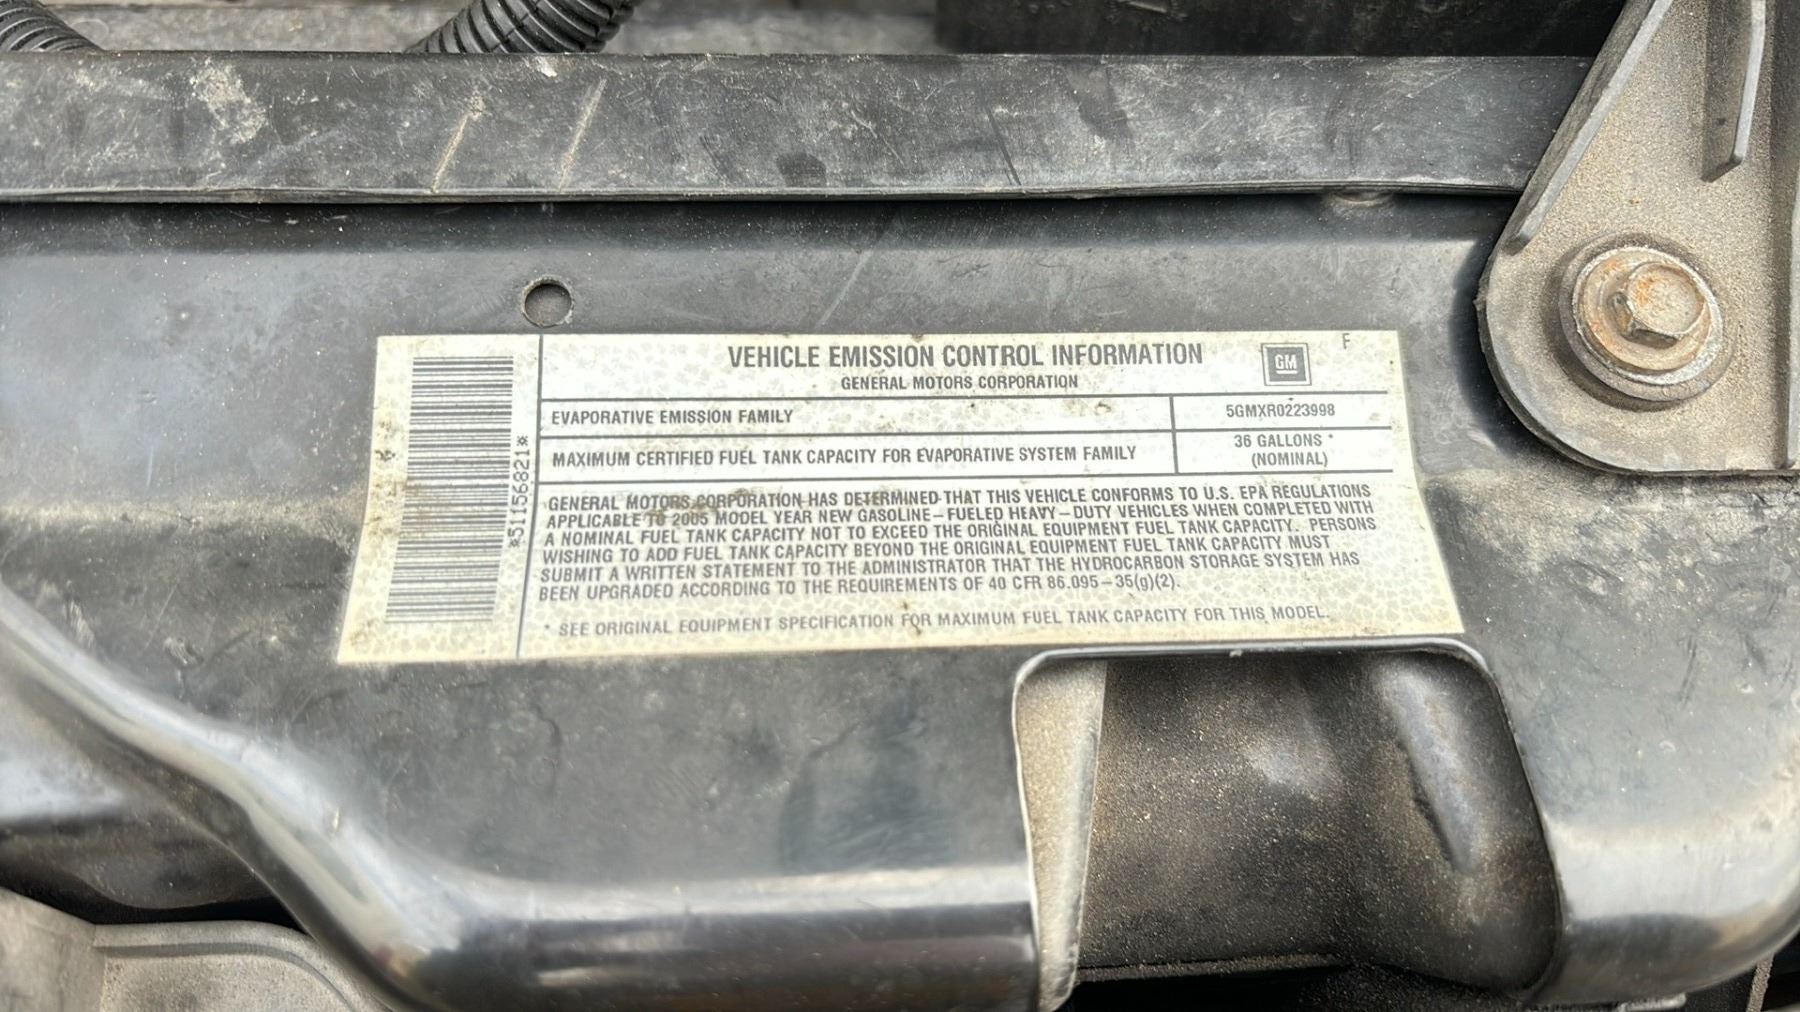 VEHICLE EMISSION CONTROL INFORMATION
GENERAL MOTORS CORPORATION
GM
F
EVAPORATIVE EMISSION FAMILY 5GMXR0223998
MAXIMUM CERTIFIED FUEL TANK CAPACITY FOR EVAPORATIVE SYSTEM FAMILY 36 GALLONS *
(NOMINAL)
GENERAL MOTORS CORPORATION HAS DETERMINED THAT THIS VEHICLE CONFORMS TO U.S. EPA REGULATIONS
APPLICABLE TO 2005 MODEL YEAR NEW GASOLINE-FUELED HEAVY-DUTY VEHICLES WHEN COMPLETED WITH
A NOMINAL FUEL TANK CAPACITY NOT TO EXCEED THE ORIGINAL EQUIPMENT FUEL TANK CAPACITY. PERSONS
WISHING TO ADD FUEL TANK CAPACITY BEYOND THE ORIGINAL EQUIPMENT FUEL TANK CAPACITY MUST
SUBMIT A WRITTEN STATEMENT TO THE ADMINISTRATOR THAT THE HYDROCARBON STORAGE SYSTEM HAS
BEEN UPGRADED ACCORDING TO THE REQUIREMENTS OF 40 CFR 86.095-35(g)(2).
* SEE ORIGINAL EQUIPMENT SPECIFICATION FOR MAXIMUM FUEL TANK CAPACITY FOR THIS MODEL.
*51156821*